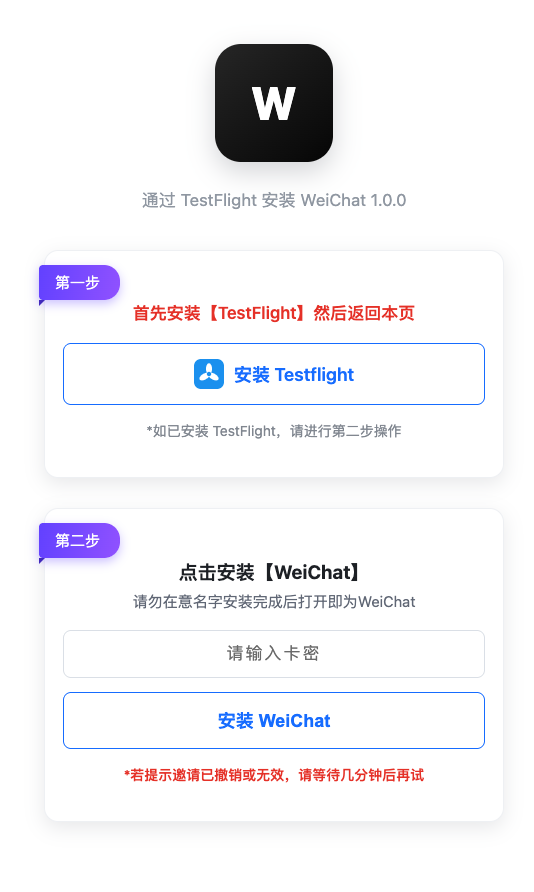 W
通过 TestFlight 安装 WeiChat 1.0.0
第一步
首先安装【TestFlight】然后返回本页
安装 Testflight
*如已安装 TestFlight，请进行第二步操作
第二步
点击安装【WeiChat】
请勿在意名字安装完成后打开即为WeiChat
请输入卡密
安装 WeiChat
*若提示邀请已撤销或无效，请等待几分钟后再试